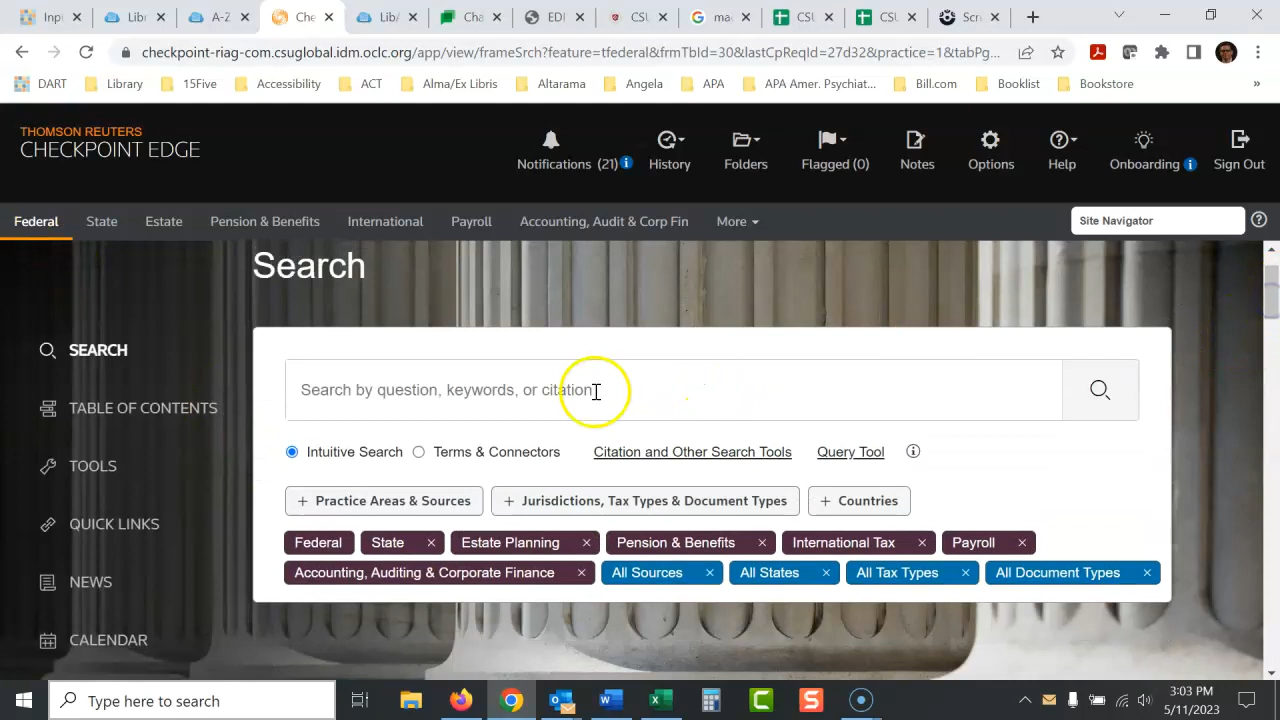 Inpu
Libr
A-Z
Che
LibA
Cha
EDI
CSU
ma
CSU
CSU
Scr
checkpoint-riag-com.csuglobal.idm.oclc.org/app/view/frameSrch?feature=tfederal&frmTbId=30&lastCpReqId=27d32&practice=1&tabPg...
DART Library 15Five Accessibility ACT Alma/Ex Libris Altarama Angela APA APA Amer. Psychiat... Bill.com Booklist Bookstore »
THOMSON REUTERS
CHECKPOINT EDGE
Notifications (21) History Folders Flagged (0) Notes Options Help Onboarding Sign Out
Federal State Estate Pension & Benefits International Payroll Accounting, Audit & Corp Fin More Site Navigator
Search
SEARCH
TABLE OF CONTENTS
TOOLS
QUICK LINKS
NEWS
CALENDAR
Search by question, keywords, or citation
Intuitive Search Terms & Connectors Citation and Other Search Tools Query Tool
+ Practice Areas & Sources + Jurisdictions, Tax Types & Document Types + Countries
Federal State × Estate Planning × Pension & Benefits × International Tax × Payroll ×
Accounting, Auditing & Corporate Finance × All Sources × All States × All Tax Types × All Document Types ×
Type here to search
3:03 PM
5/11/2023